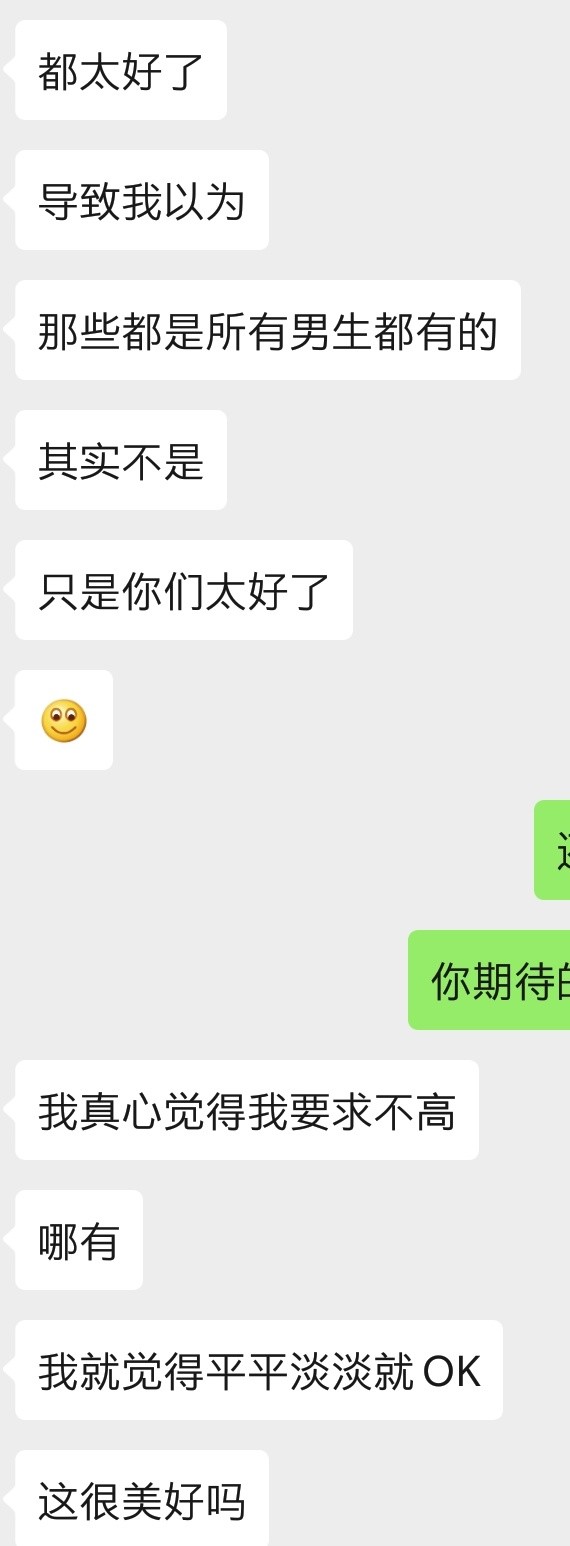 都太好了
导致我以为
那些都是所有男生都有的
其实不是
只是你们太好了
你期待
我真心觉得我要求不高
哪有
我就觉得平平淡淡就OK
这很美好吗